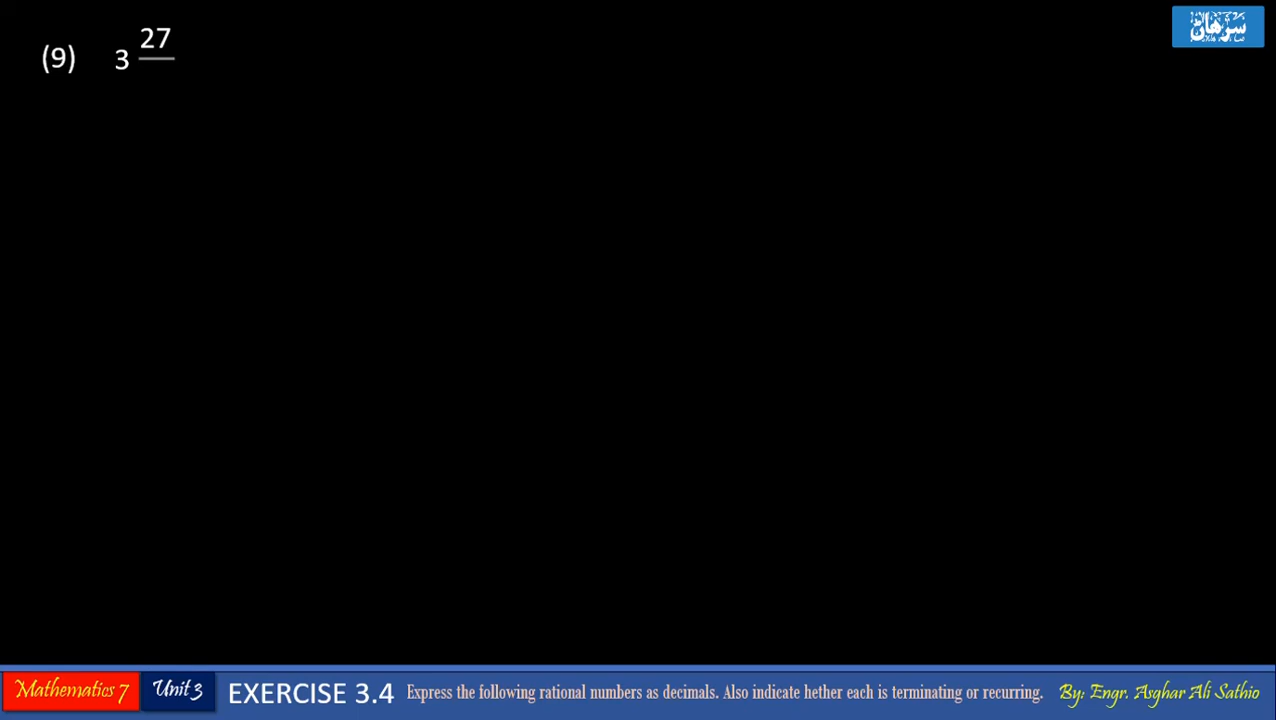 سرهاڻ
27
(9) 3
Mathematics 7 Unit 3 EXERCISE 3.4 Express the following rational numbers as decimals. Also indicate hether each is terminating or recurring. By: Engr. Asghar Ali Sathio